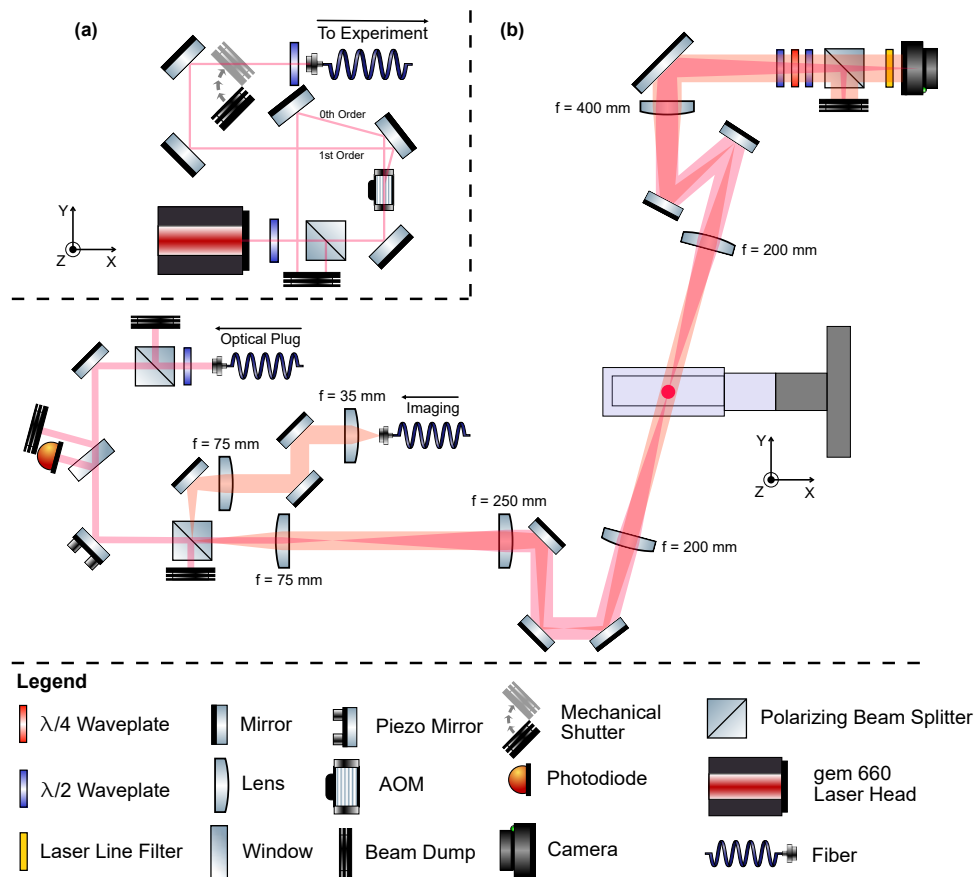 (a)
To Experiment
0th Order
1st Order
Y
Z
X
(b)
f = 400 mm
f = 200 mm
Y
Z
X
f = 200 mm
Optical Plug
Imaging
f = 35 mm
f = 75 mm
f = 250 mm
f = 75 mm
Legend
λ/4 Waveplate
Mirror
Piezo Mirror
Mechanical
Shutter
Polarizing Beam Splitter
λ/2 Waveplate
Lens
AOM
Photodiode
gem 660
Laser Head
Laser Line Filter
Window
Beam Dump
Camera
Fiber